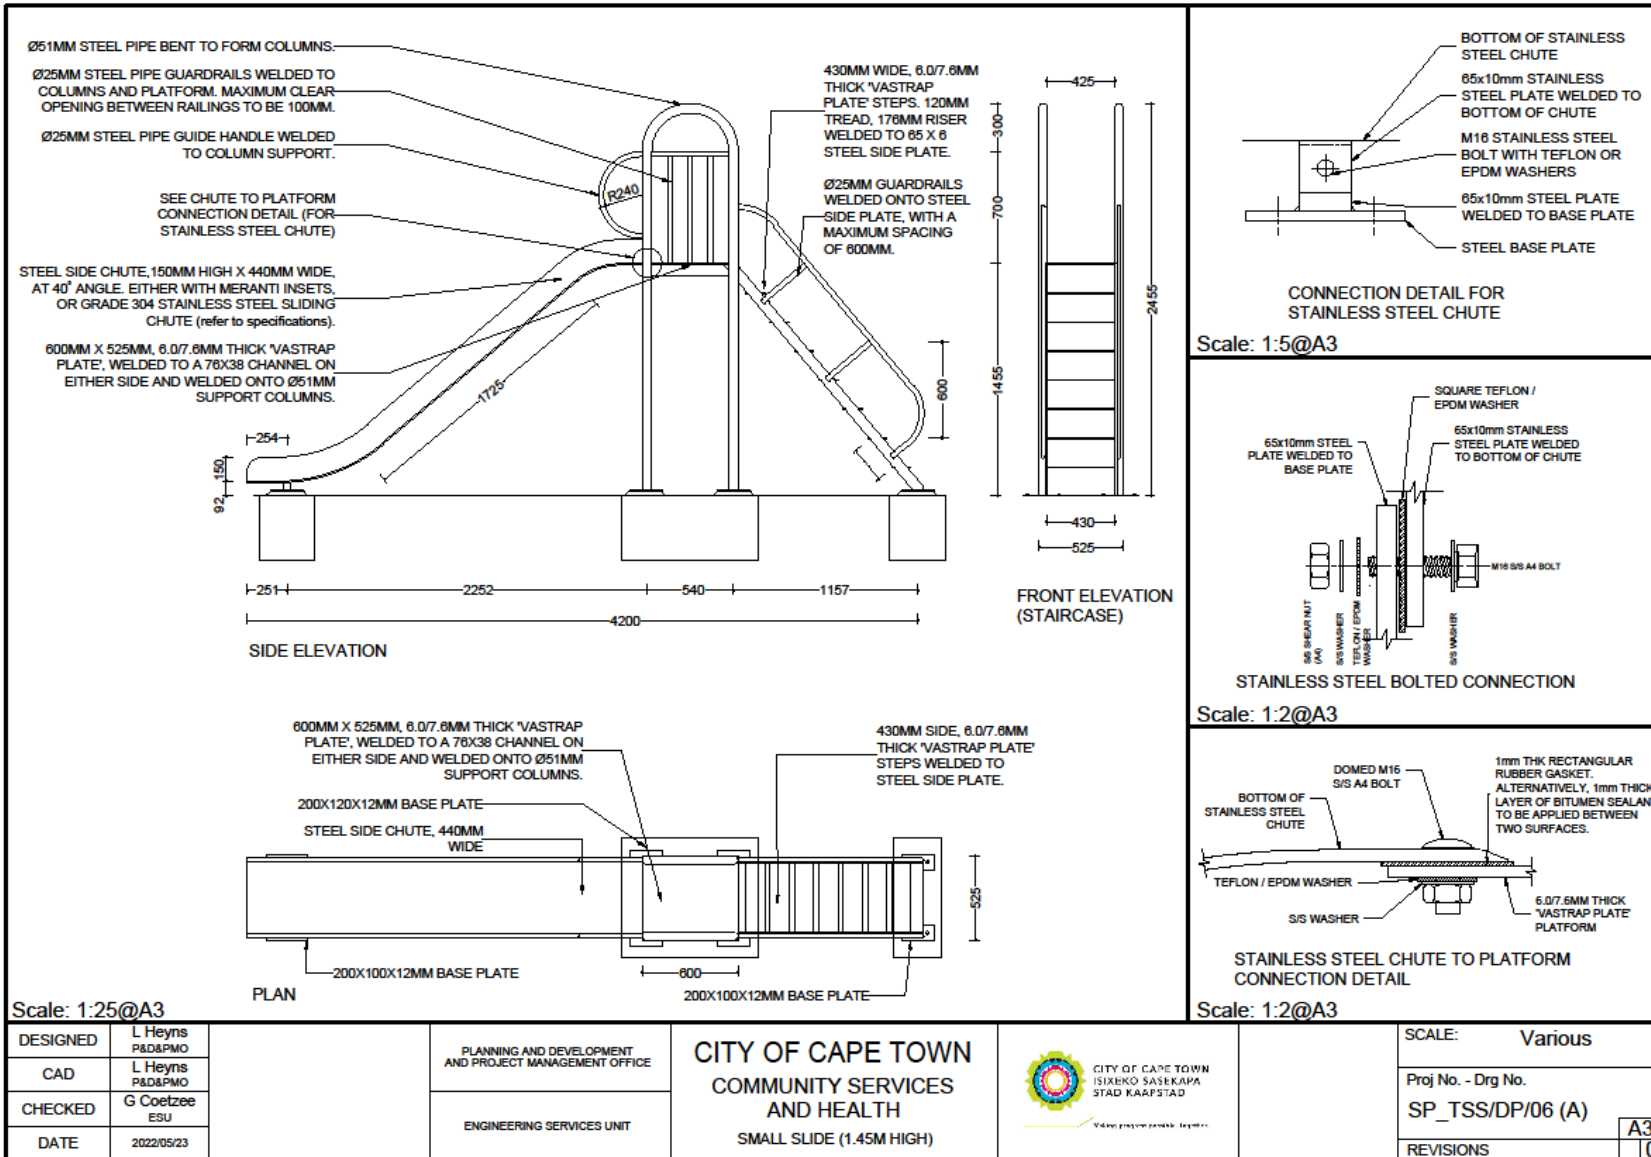 Ø51MM STEEL PIPE BENT TO FORM COLUMNS.
Ø25MM STEEL PIPE GUARDRAILS WELDED TO
COLUMNS AND PLATFORM. MAXIMUM CLEAR
OPENING BETWEEN RAILINGS TO BE 100MM.
Ø25MM STEEL PIPE GUIDE HANDLE WELDED
TO COLUMN SUPPORT.
SEE CHUTE TO PLATFORM
CONNECTION DETAIL (FOR
STAINLESS STEEL CHUTE)
STEEL SIDE CHUTE,150MM HIGH X 440MM WIDE,
AT 40° ANGLE. EITHER WITH MERANTI INSETS,
OR GRADE 304 STAINLESS STEEL SLIDING
CHUTE (refer to specifications).
600MM X 525MM, 6.0/7.6MM THICK 'VASTRAP
PLATE', WELDED TO A 76X38 CHANNEL ON
EITHER SIDE AND WELDED ONTO Ø51MM
SUPPORT COLUMNS.
430MM WIDE, 6.0/7.6MM
THICK 'VASTRAP
PLATE' STEPS. 120MM
TREAD, 176MM RISER
WELDED TO 65 X 6
STEEL SIDE PLATE.
Ø25MM GUARDRAILS
WELDED ONTO STEEL
SIDE PLATE, WITH A
MAXIMUM SPACING
OF 600MM.
R240
1725
254
150
92
600
300
700
1455
251
2252
540
1157
4200
SIDE ELEVATION
425
2455
430
525
FRONT ELEVATION
(STAIRCASE)
600MM X 525MM, 6.0/7.6MM THICK 'VASTRAP
PLATE', WELDED TO A 76X38 CHANNEL ON
EITHER SIDE AND WELDED ONTO Ø51MM
SUPPORT COLUMNS.
200X120X12MM BASE PLATE
STEEL SIDE CHUTE, 440MM
WIDE
430MM SIDE, 6.0/7.6MM
THICK 'VASTRAP PLATE'
STEPS WELDED TO
STEEL SIDE PLATE.
525
600
200X100X12MM BASE PLATE
200X100X12MM BASE PLATE
PLAN
Scale: 1:25@A3
BOTTOM OF STAINLESS
STEEL CHUTE
65x10mm STAINLESS
STEEL PLATE WELDED TO
BOTTOM OF CHUTE
M16 STAINLESS STEEL
BOLT WITH TEFLON OR
EPDM WASHERS
65x10mm STEEL PLATE
WELDED TO BASE PLATE
STEEL BASE PLATE
CONNECTION DETAIL FOR
STAINLESS STEEL CHUTE
Scale: 1:5@A3
SQUARE TEFLON /
EPDM WASHER
65x10mm STEEL
PLATE WELDED TO
BASE PLATE
65x10mm STAINLESS
STEEL PLATE WELDED
TO BOTTOM OF CHUTE
M16 S/S A4 BOLT
S/S SHEAR NUT
(A4)
S/S WASHER
TEFLON / EPDM
WASHER
S/S WASHER
STAINLESS STEEL BOLTED CONNECTION
Scale: 1:2@A3
DOMED M16
S/S A4 BOLT
BOTTOM OF
STAINLESS STEEL
CHUTE
1mm THK RECTANGULAR
RUBBER GASKET.
ALTERNATIVELY, 1mm THICK
LAYER OF BITUMEN SEALAN
TO BE APPLIED BETWEEN
TWO SURFACES.
TEFLON / EPDM WASHER
S/S WASHER
6.0/7.6MM THICK
'VASTRAP PLATE'
PLATFORM
STAINLESS STEEL CHUTE TO PLATFORM
CONNECTION DETAIL
Scale: 1:2@A3
DESIGNED
L Heyns
P&D&PMO
CAD
L Heyns
P&D&PMO
CHECKED
G Coetzee
ESU
DATE
2022/05/23
PLANNING AND DEVELOPMENT
AND PROJECT MANAGEMENT OFFICE
ENGINEERING SERVICES UNIT
CITY OF CAPE TOWN
COMMUNITY SERVICES
AND HEALTH
SMALL SLIDE (1.45M HIGH)
CITY OF CAPE TOWN
ISIXEKO SASEKAPA
STAD KAAPSTAD
Making progress possible. Together.
SCALE: Various
Proj No. - Drg No.
SP_TSS/DP/06 (A)
A3
REVISIONS